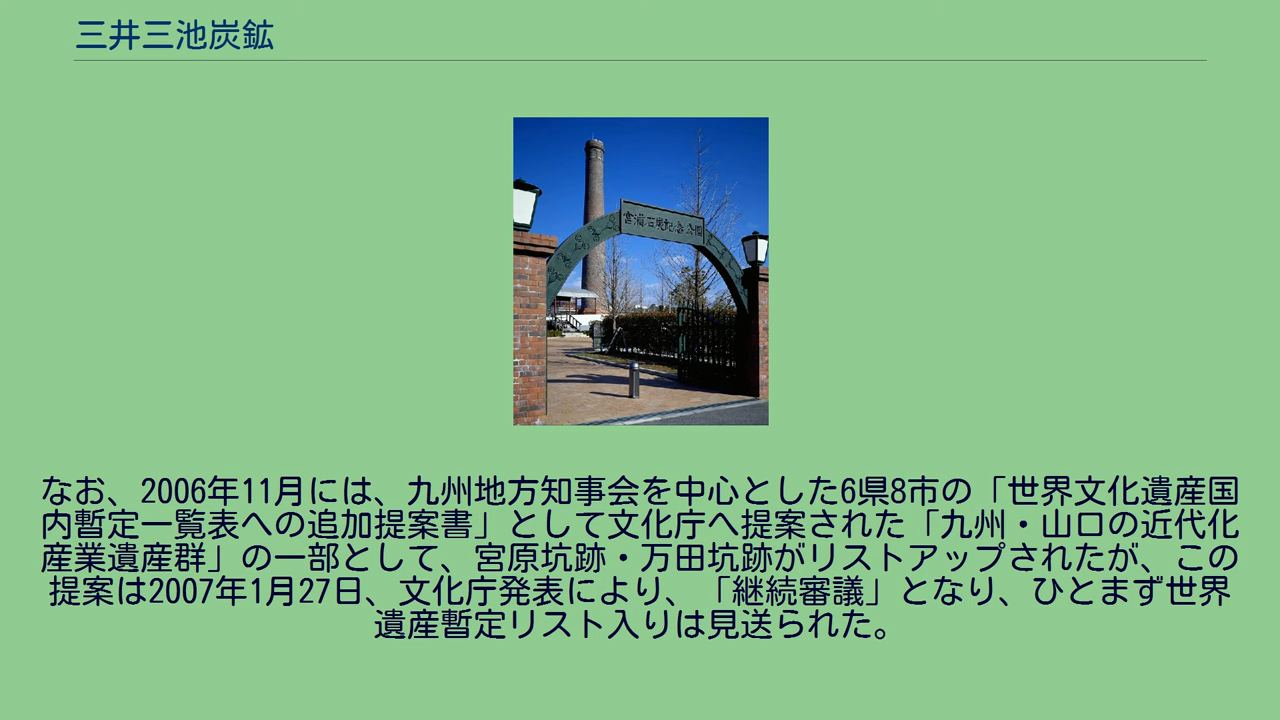 三井三池炭鉱
宮浦石炭記念公園
なお、2006年11月には、九州地方知事会を中心とした6県8市の「世界文化遺産国
内暫定一覧表への追加提案書」として文化庁へ提案された「九州・山口の近代化
産業遺産群」の一部として、宮原坑跡・万田坑跡がリストアップされたが、この
提案は2007年1月27日、文化庁発表により、「継続審議」となり、ひとまず世界
遺産暫定リスト入りは見送られた。